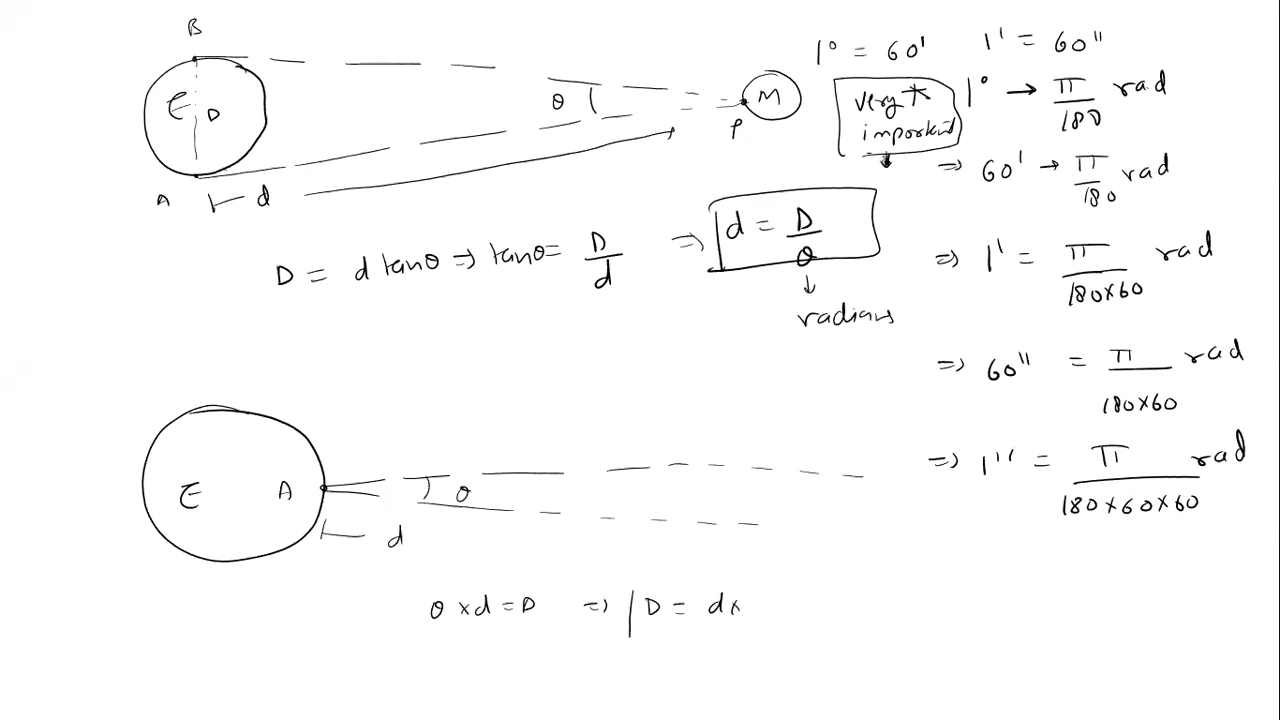 B
E D
θ
M
P
A
d
D = d tanθ ⇒ tanθ = D/d ⇒ d = D/θ
↓
radians
1° = 60' 1' = 60"
very * important
↓
1° → π/180 rad
⇒ 60' → π/180 rad
⇒ 1' = π/(180×60) rad
⇒ 60" = π/(180×60) rad
⇒ 1" = π/(180×60×60) rad
E A
θ
d
θ × d = D ⇒ D = d×